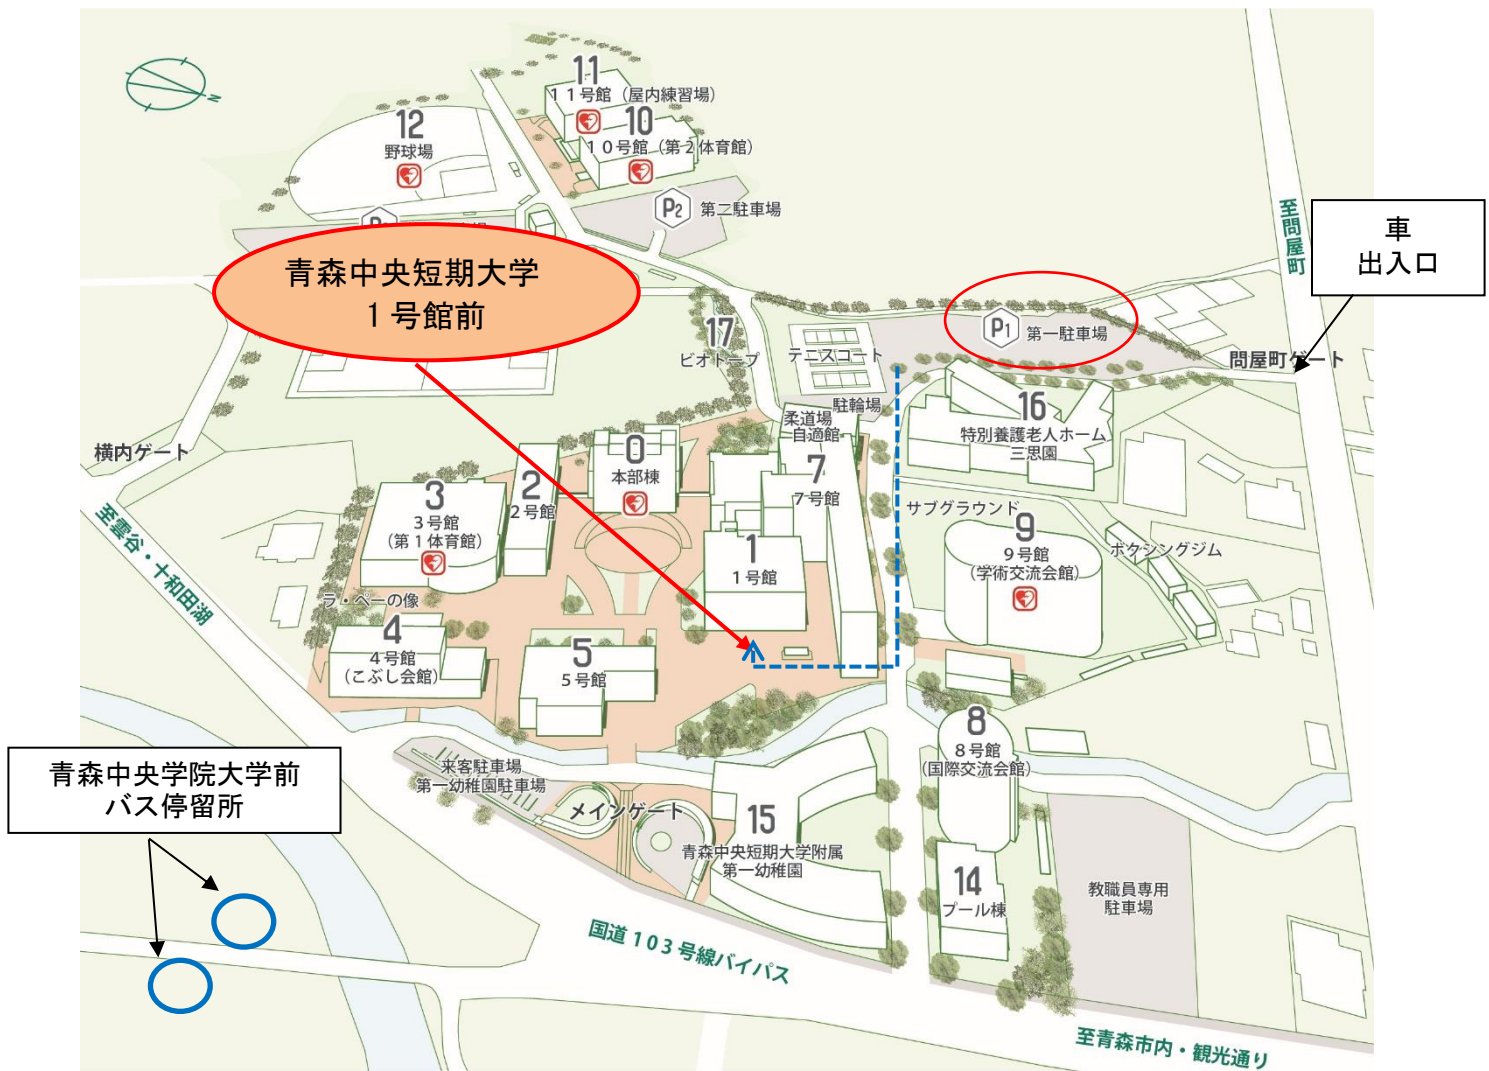 11
11号館（屋内練習場）
10
10号館（第2体育館）
12
野球場
P2
第二駐車場
至問屋町
車
出入口
青森中央短期大学
1号館前
17
ビオトープ
テニスコート
P1
第一駐車場
問屋町ゲート
駐輪場
柔道場
自適館
16
特別養護老人ホーム
三思園
横内ゲート
0
本部棟
2
2号館
3
3号館
(第1体育館)
7
7号館
サブグラウンド
9
9号館
(学術交流会館)
ボクシングジム
1
1号館
至雲谷・十和田湖
ラ・ペーの像
4
4号館
(こぶし会館)
5
5号館
8
8号館
(国際交流会館)
青森中央学院大学前
バス停留所
来客駐車場
第一幼稚園駐車場
メインゲート
15
青森中央短期大学附属
第一幼稚園
14
プール棟
教職員専用
駐車場
国道103号線バイパス
至青森市内・観光通り
N